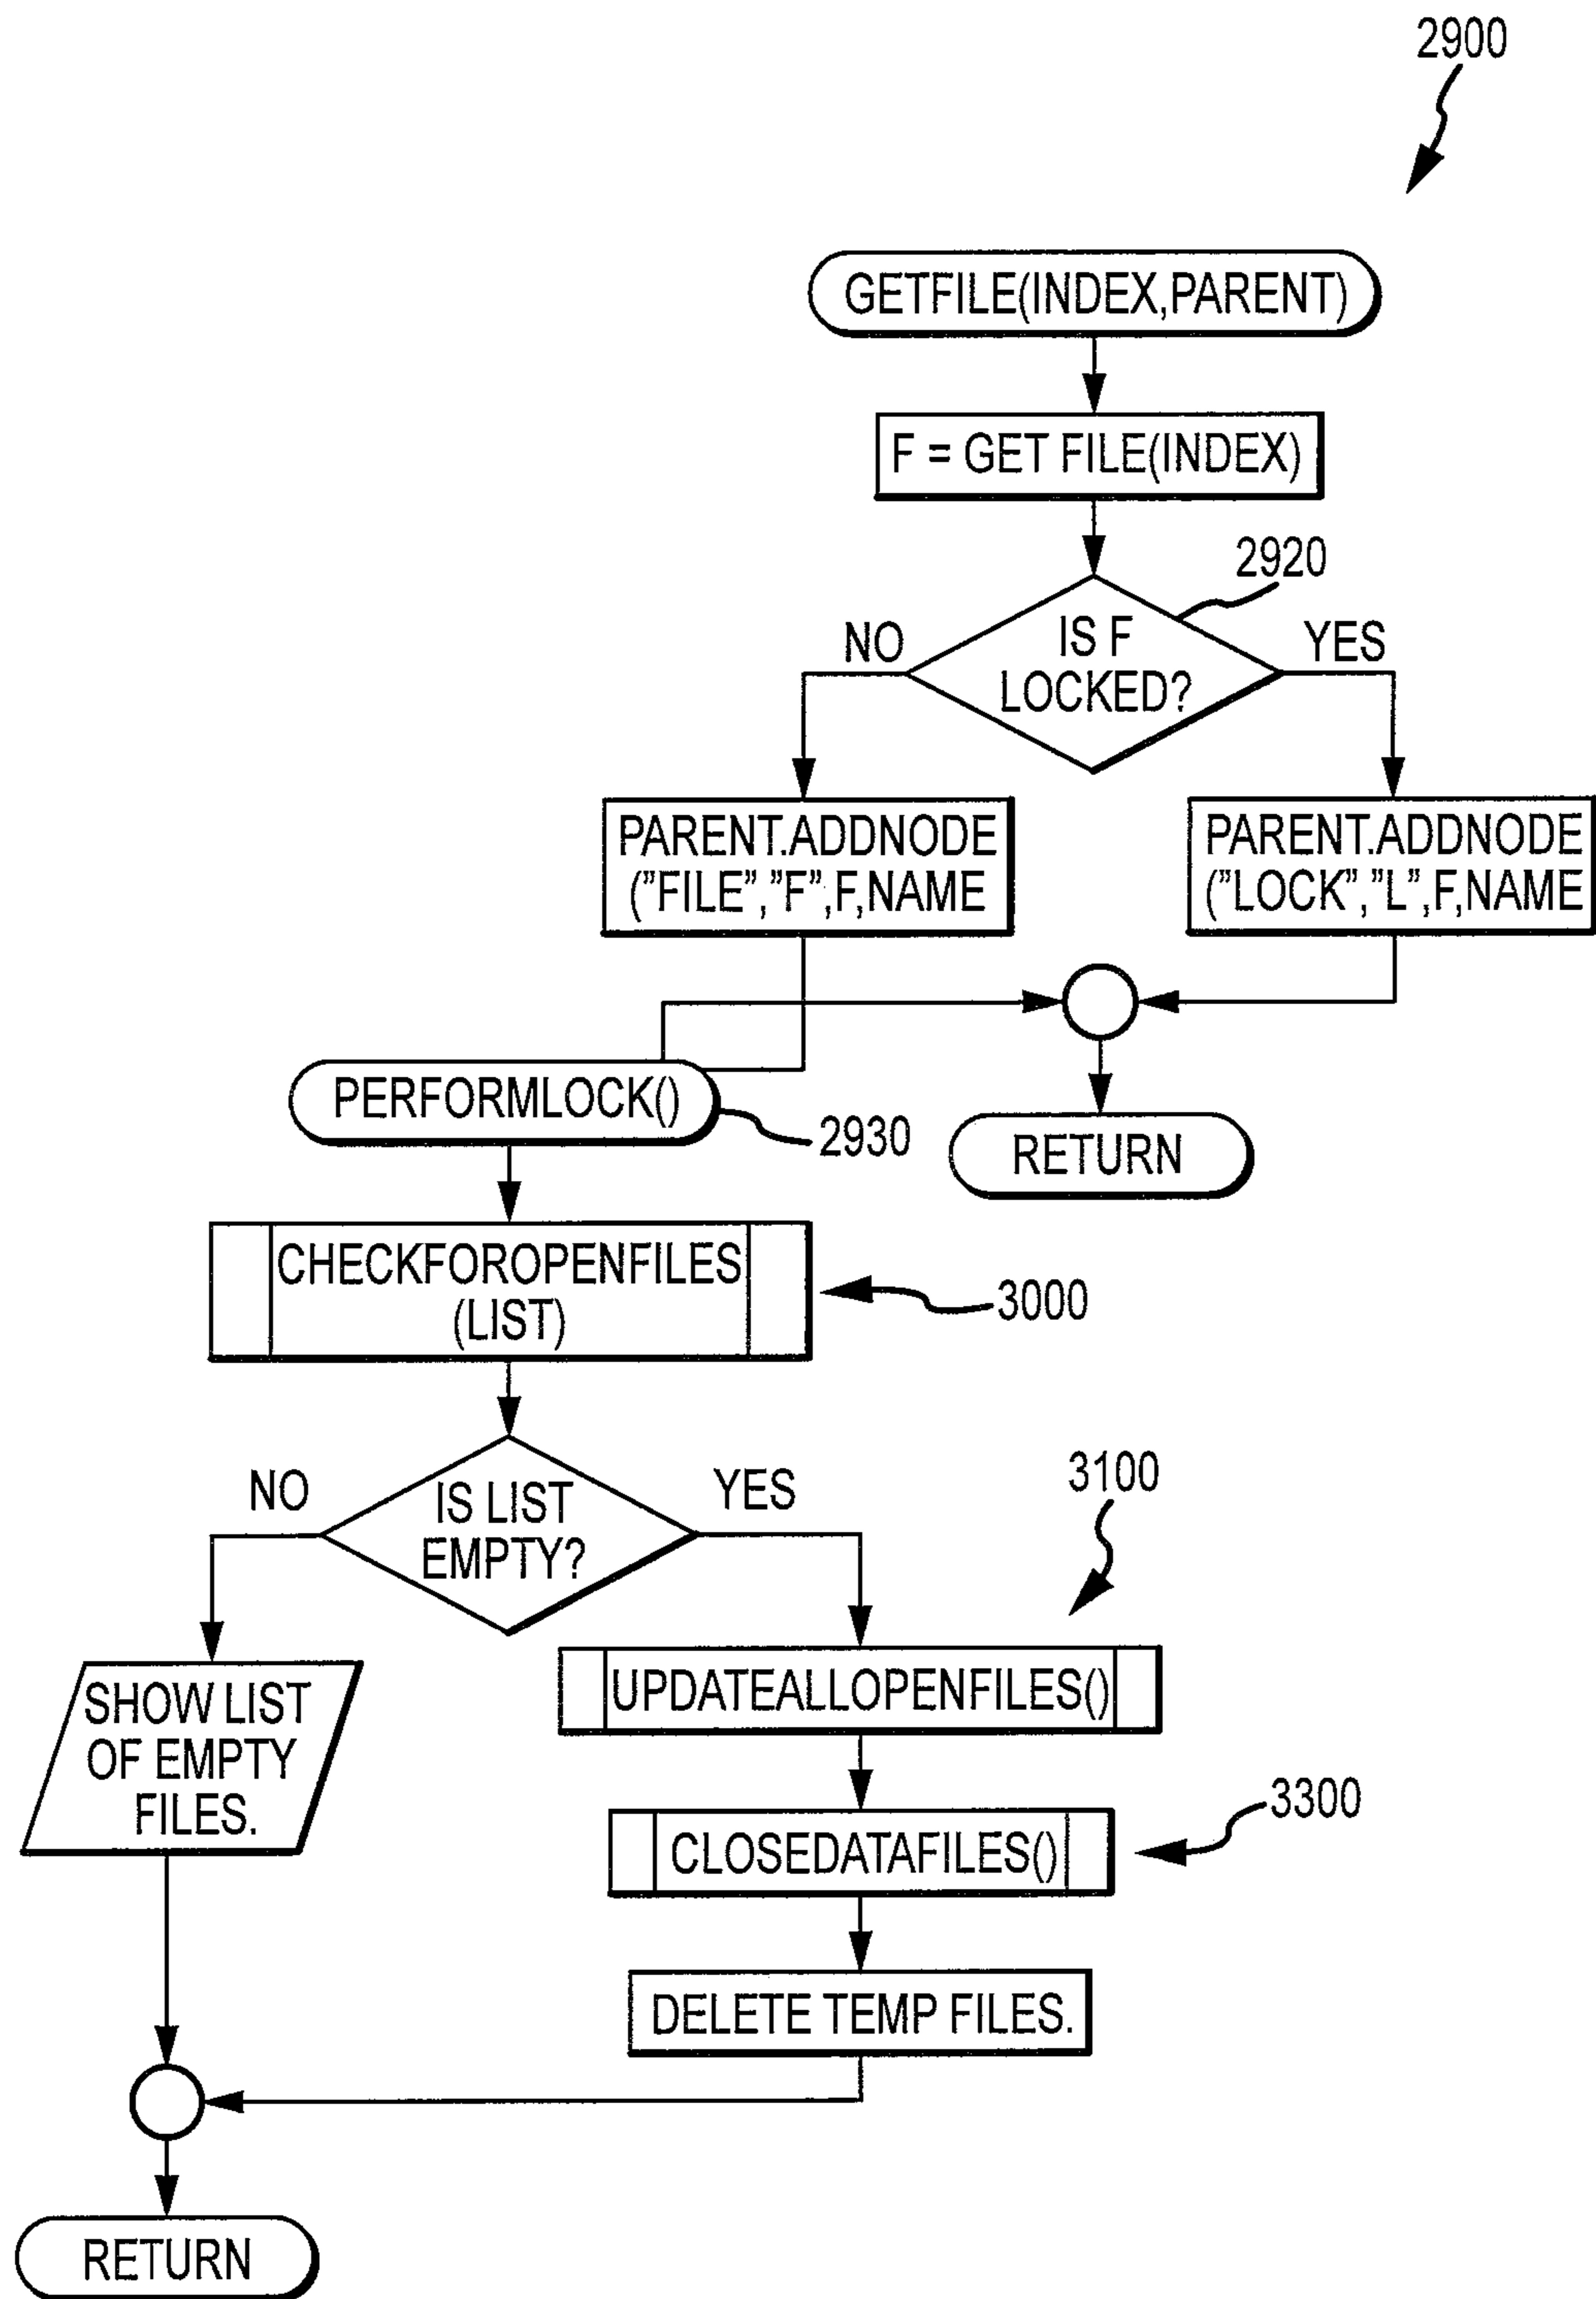 2900
GETFILE(INDEX,PARENT)
F = GET FILE(INDEX)
2920
NO
IS F
LOCKED?
YES
PARENT.ADDNODE
("FILE","F",F,NAME
PARENT.ADDNODE
("LOCK","L",F,NAME
PERFORMLOCK()
2930
RETURN
CHECKFOROPENFILES
(LIST)
3000
NO
IS LIST
EMPTY?
YES
3100
SHOW LIST
OF EMPTY
FILES.
UPDATEALLOPENFILES()
CLOSEDATAFILES()
3300
DELETE TEMP FILES.
RETURN